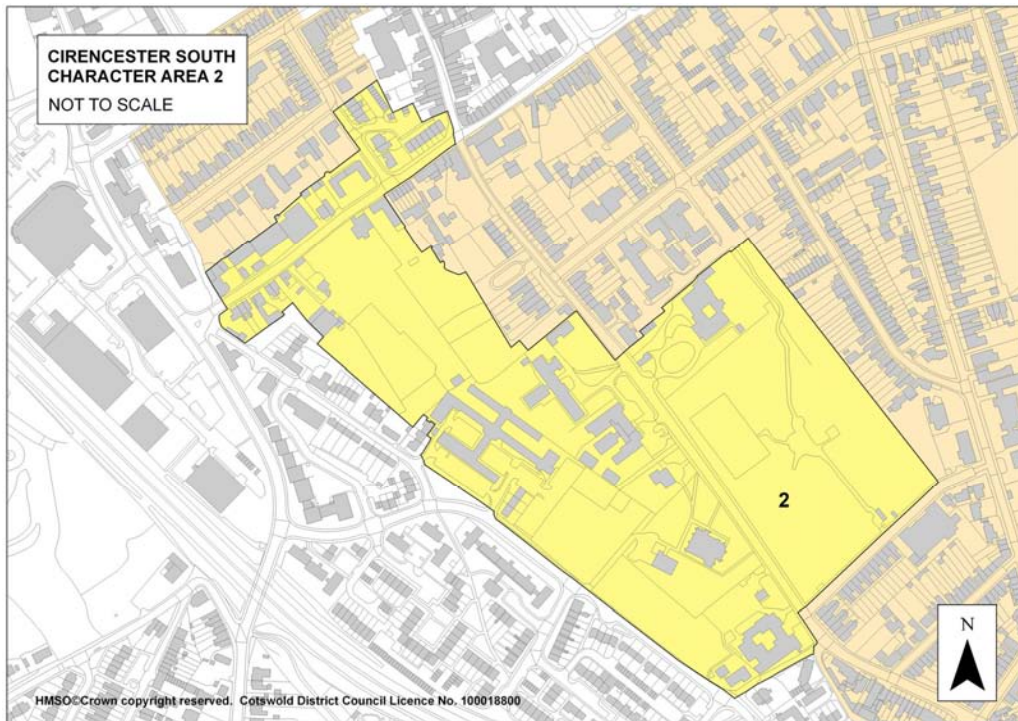 CIRENCESTER SOUTH
CHARACTER AREA 2
NOT TO SCALE
2
N
HMSO©Crown copyright reserved. Cotswold District Council Licence No. 100018800